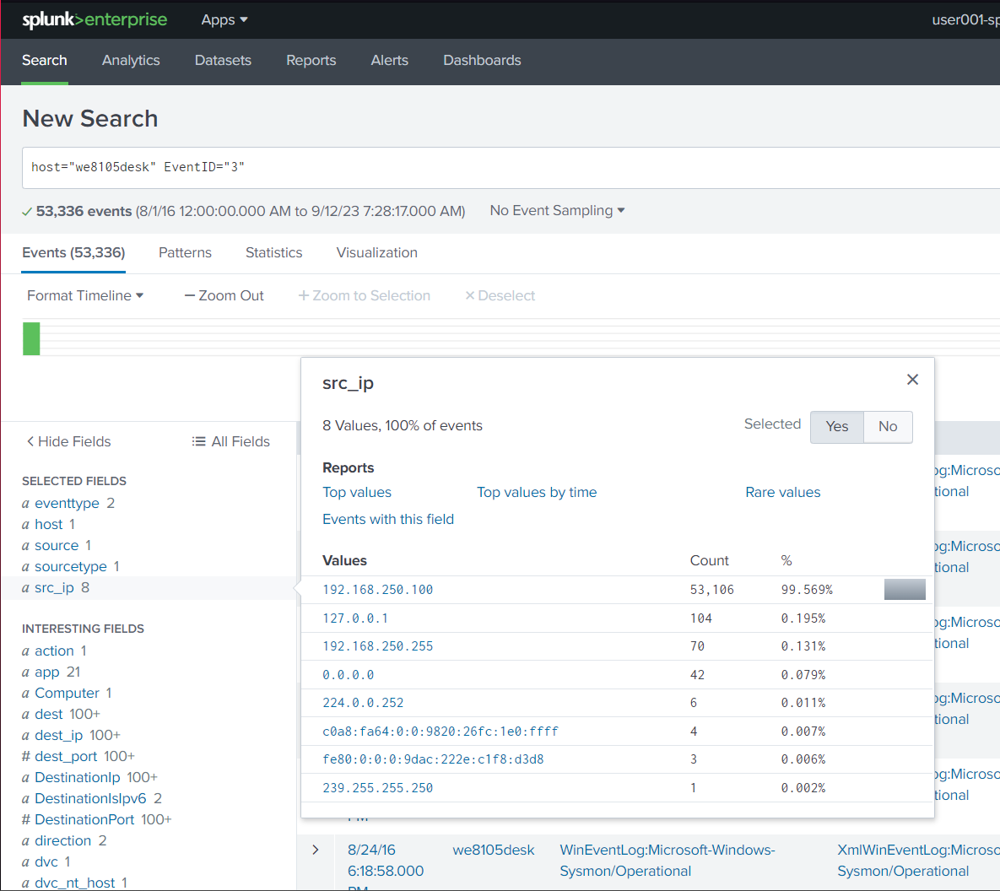 splunk>enterprise Apps user001-sp
Search Analytics Datasets Reports Alerts Dashboards
New Search
host="we8105desk" EventID="3"
53,336 events (8/1/16 12:00:00.000 AM to 9/12/23 7:28:17.000 AM) No Event Sampling
Events (53,336) Patterns Statistics Visualization
Format Timeline — Zoom Out + Zoom to Selection × Deselect
src_ip
8 Values, 100% of events Selected Yes No
Reports
Top values Top values by time Rare values
Events with this field
Values Count %
192.168.250.100 53,106 99.569%
127.0.0.1 104 0.195%
192.168.250.255 70 0.131%
0.0.0.0 42 0.079%
224.0.0.252 6 0.011%
c0a8:fa64:0:0:9820:26fc:1e0:ffff 4 0.007%
fe80:0:0:0:9dac:222e:c1f8:d3d8 3 0.006%
239.255.255.250 1 0.002%
< Hide Fields All Fields
SELECTED FIELDS
a eventtype 2
a host 1
a source 1
a sourcetype 1
a src_ip 8
INTERESTING FIELDS
a action 1
a app 21
a Computer 1
a dest 100+
a dest_ip 100+
# dest_port 100+
a DestinationIp 100+
a DestinationIsIpv6 2
# DestinationPort 100+
a direction 2
a dvc 1
a dvc_nt_host 1
og:Microso
tional
og:Microso
tional
og:Microso
tional
og:Microso
tional
og:Microso
tional
PM
8/24/16 we8105desk WinEventLog:Microsoft-Windows- XmlWinEventLog:Microso
6:18:58.000 Sysmon/Operational Sysmon/Operational
PM